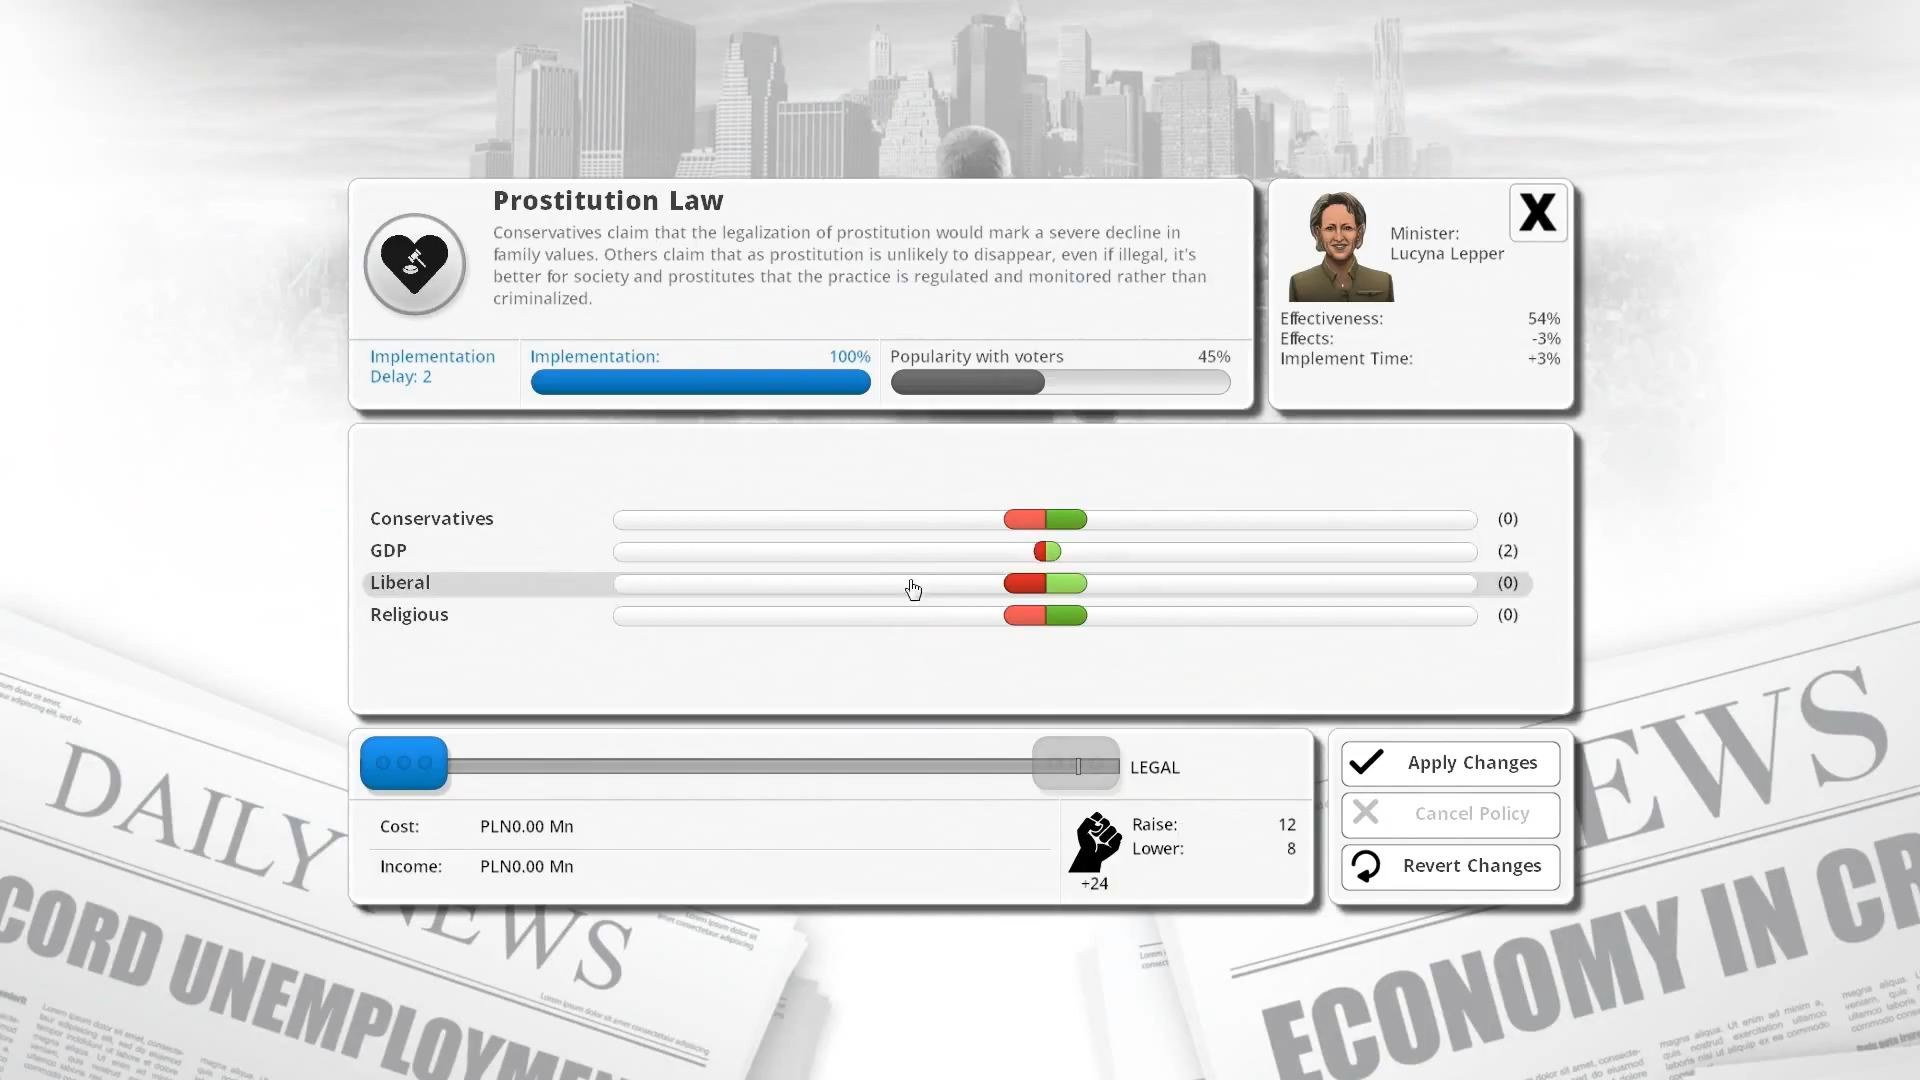 Prostitution Law
Conservatives claim that the legalization of prostitution would mark a severe decline in
family values. Others claim that as prostitution is unlikely to disappear, even if illegal, it's
better for society and prostitutes that the practice is regulated and monitored rather than
criminalized.
Implementation
Delay: 2
Implementation: 100%
Popularity with voters 45%
X
Minister:
Lucyna Lepper
Effectiveness: 54%
Effects: -3%
Implement Time: +3%
Conservatives (0)
GDP (2)
Liberal (0)
Religious (0)
LEGAL
Cost: PLN0.00 Mn
Income: PLN0.00 Mn
Raise: 12
Lower: 8
+24
Apply Changes
Cancel Policy
Revert Changes
DAILY NEWS
CORD UNEMPLOYME
EWS
ECONOMY IN CR